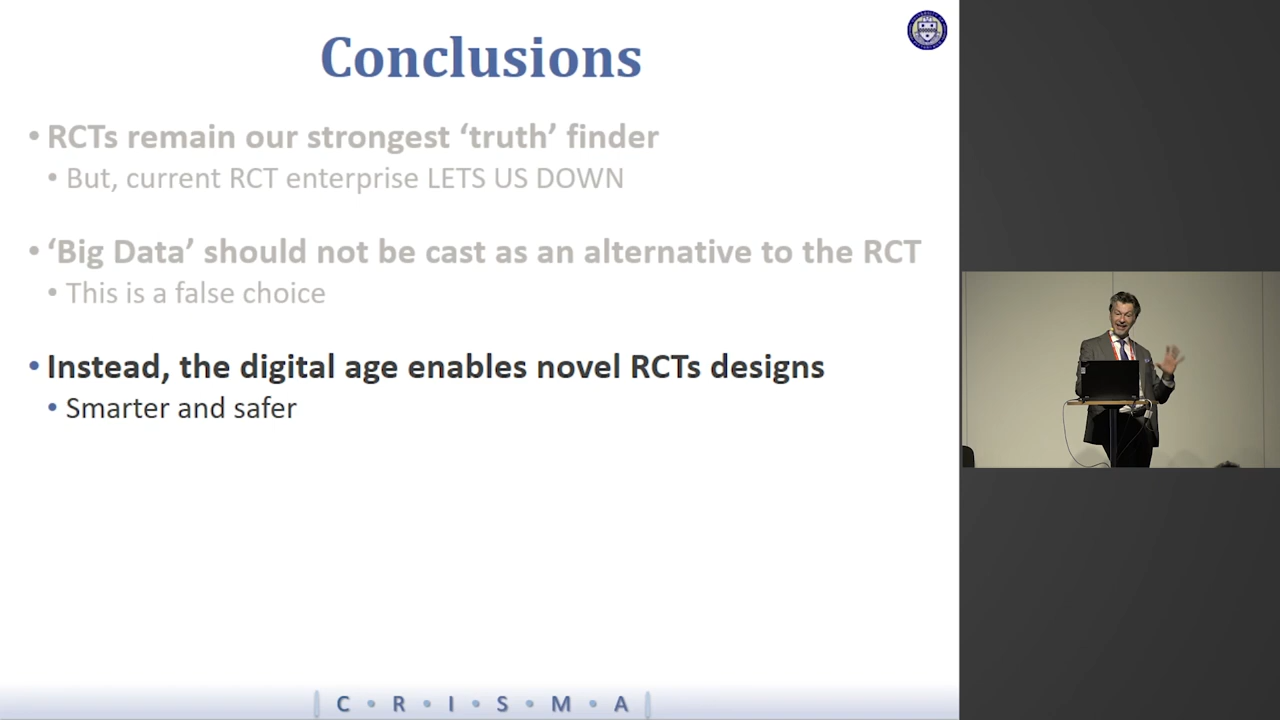 Conclusions
• RCTs remain our strongest ‘truth’ finder
• But, current RCT enterprise LETS US DOWN
• ‘Big Data’ should not be cast as an alternative to the RCT
• This is a false choice
• Instead, the digital age enables novel RCTs designs
• Smarter and safer
C • R • I • S • M • A